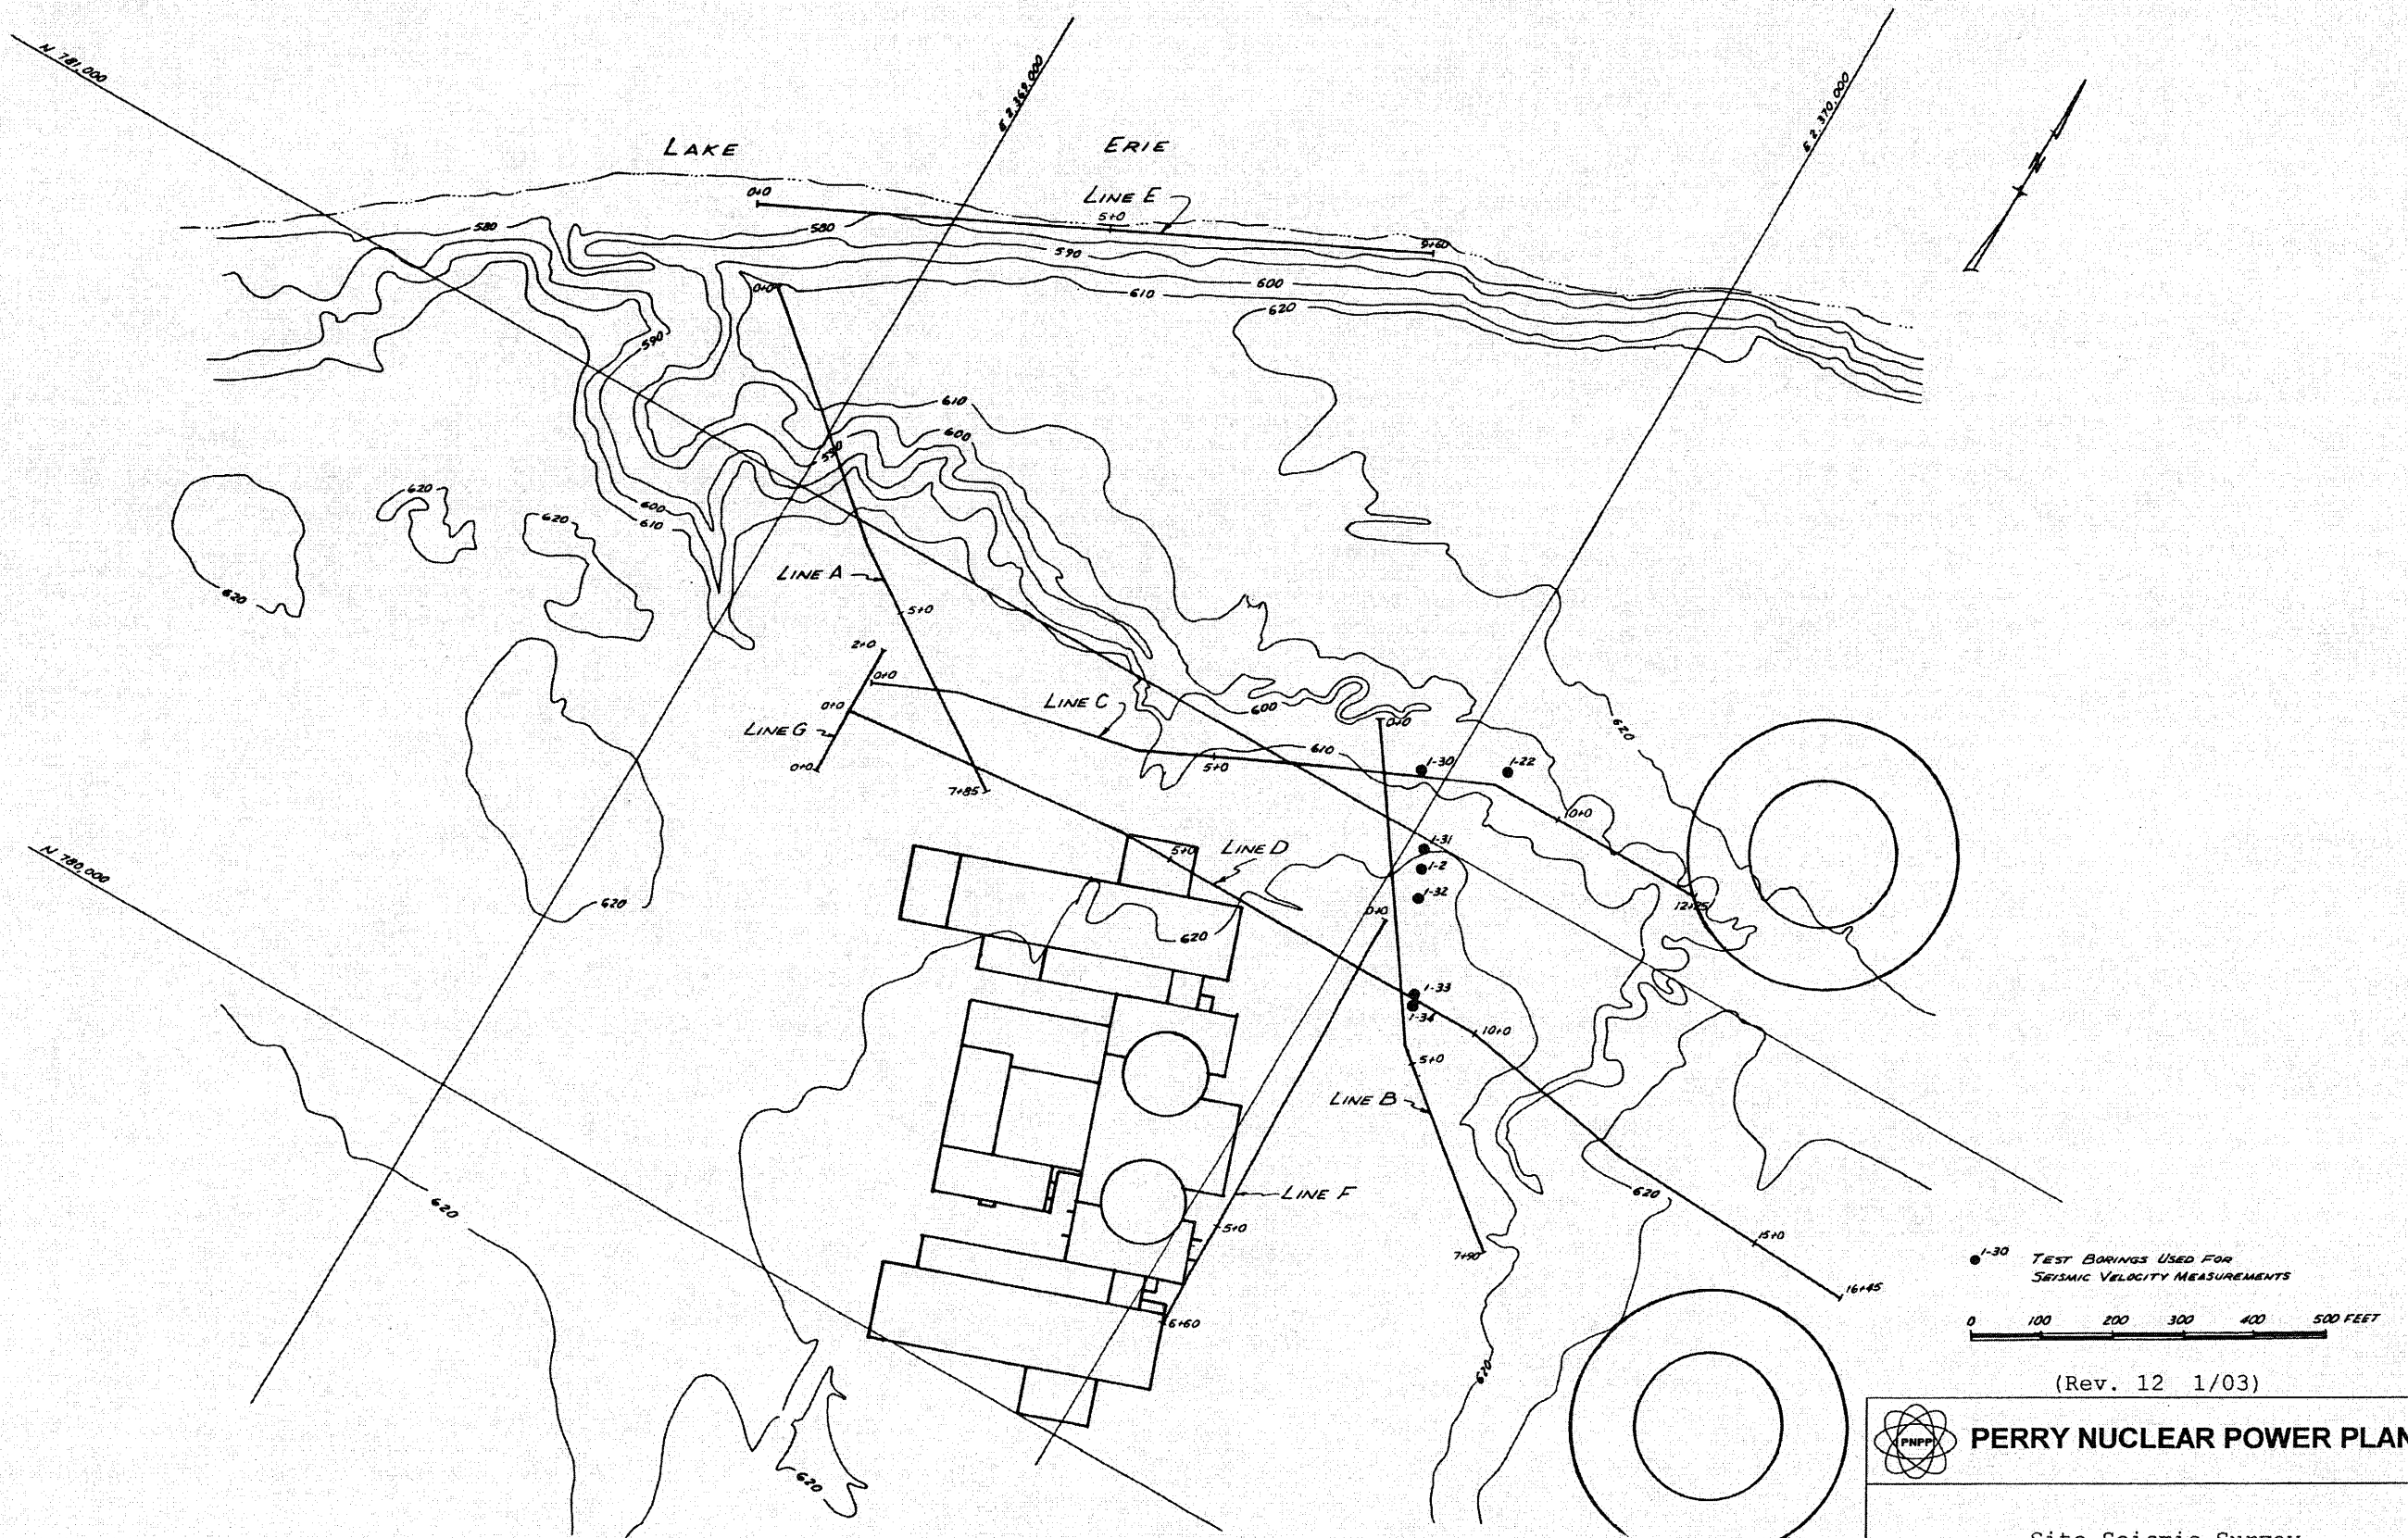 N 781,000
E 2,369,000
E 2,370,000
N
LAKE ERIE
0+0
LINE E
5+0
580
580
9+60
590
600
610
620
0+0
590
610
600
590
620
620
600
610
620
LINE A
5+0
2+0
0+0
0+0
LINE C
600
0+0
620
LINE G
610
5+0
1-30
1-22
0+0
7+85
10+0
1-31
5+0
LINE D
1-2
N 780,000
1-32
620
12+25
0+0
620
1-33
1-34
10+0
5+0
LINE B
LINE F
620
620
5+0
15+0
7+90
1-30 TEST BORINGS USED FOR
SEISMIC VELOCITY MEASUREMENTS
16+45
6+60
0 100 200 300 400 500 FEET
620
(Rev. 12 1/03)
PNPP
PERRY NUCLEAR POWER PLAN
620
Site Seismic Survey